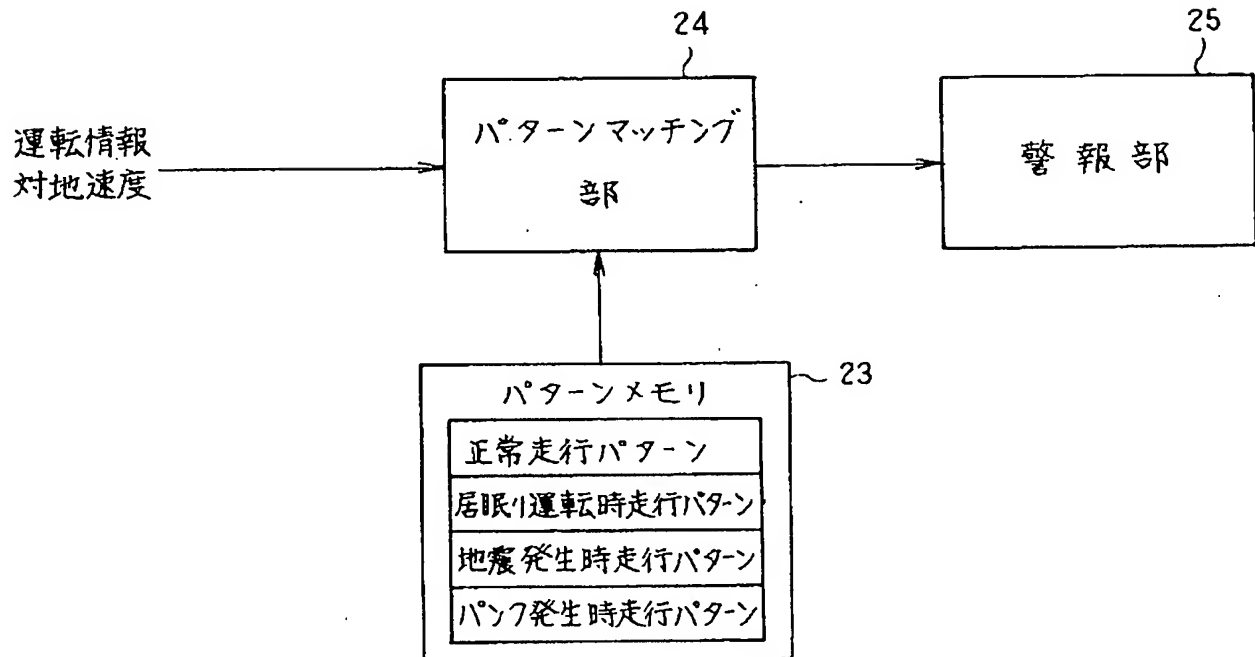 24
25
運転情報
対地速度
パターンマッチング
部
警報部
23
パターンメモリ
正常走行パターン
居眠り運転時走行パターン
地震発生時走行パターン
パンク発生時走行パターン